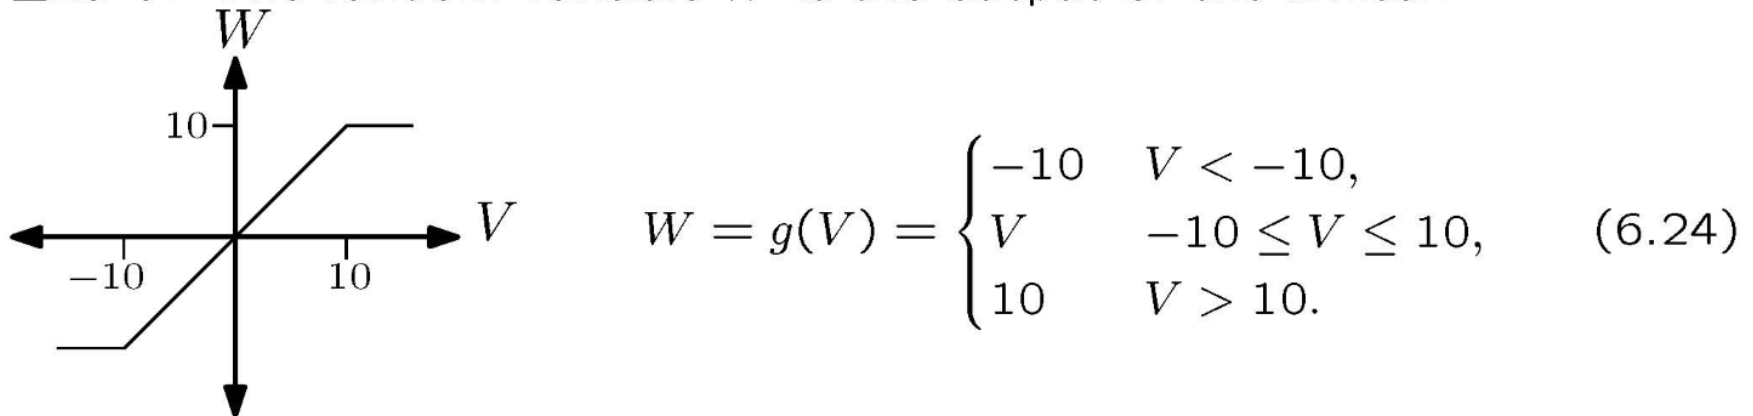 W
10
V
-10
10
W = g(V) = { -10 V < -10,
V -10 ≤ V ≤ 10, (6.24)
10 V > 10.